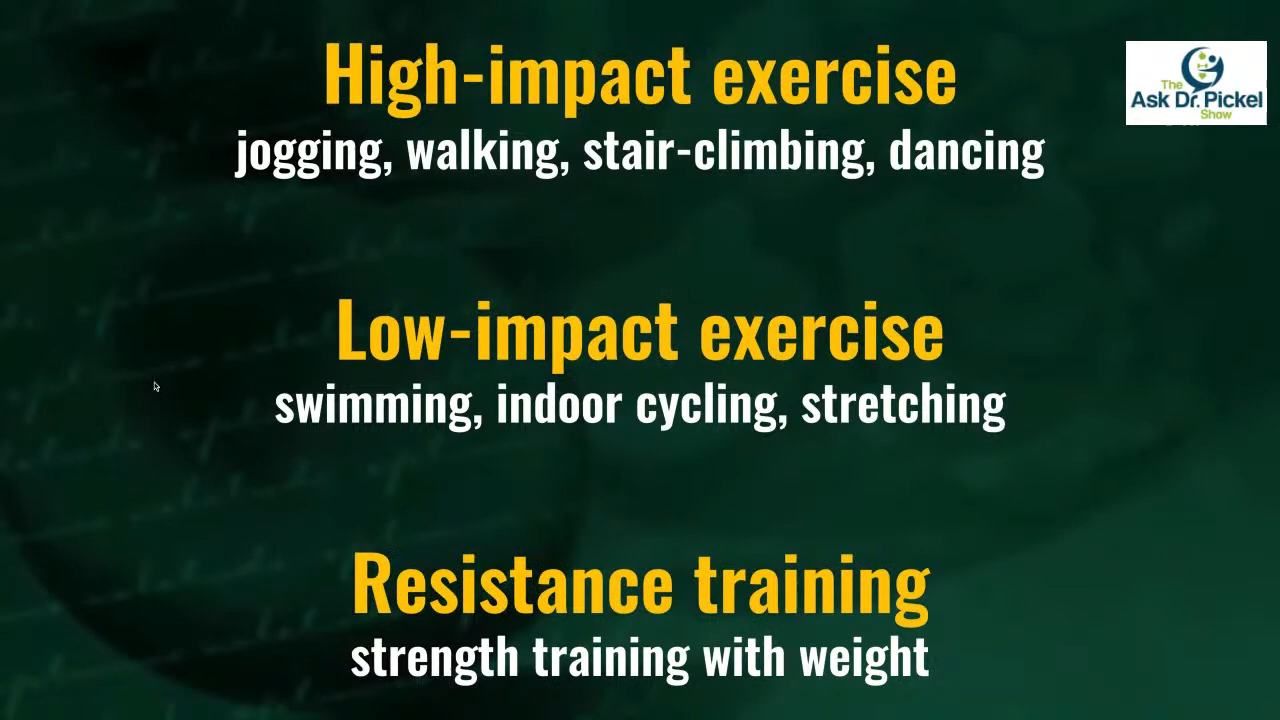 High-impact exercise
jogging, walking, stair-climbing, dancing
The
Ask Dr. Pickel
Show
Low-impact exercise
swimming, indoor cycling, stretching
Resistance training
strength training with weight